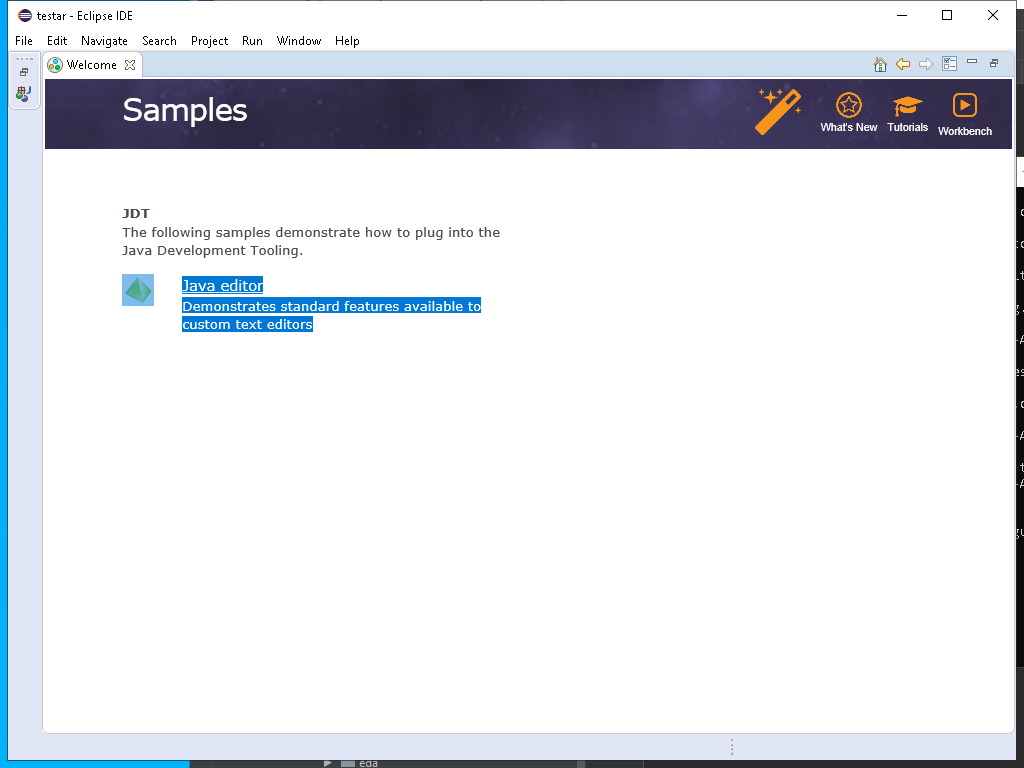 testar - Eclipse IDE
File Edit Navigate Search Project Run Window Help
Welcome
Samples
What's New Tutorials Workbench
JDT
The following samples demonstrate how to plug into the
Java Development Tooling.
Java editor
Demonstrates standard features available to
custom text editors
eda